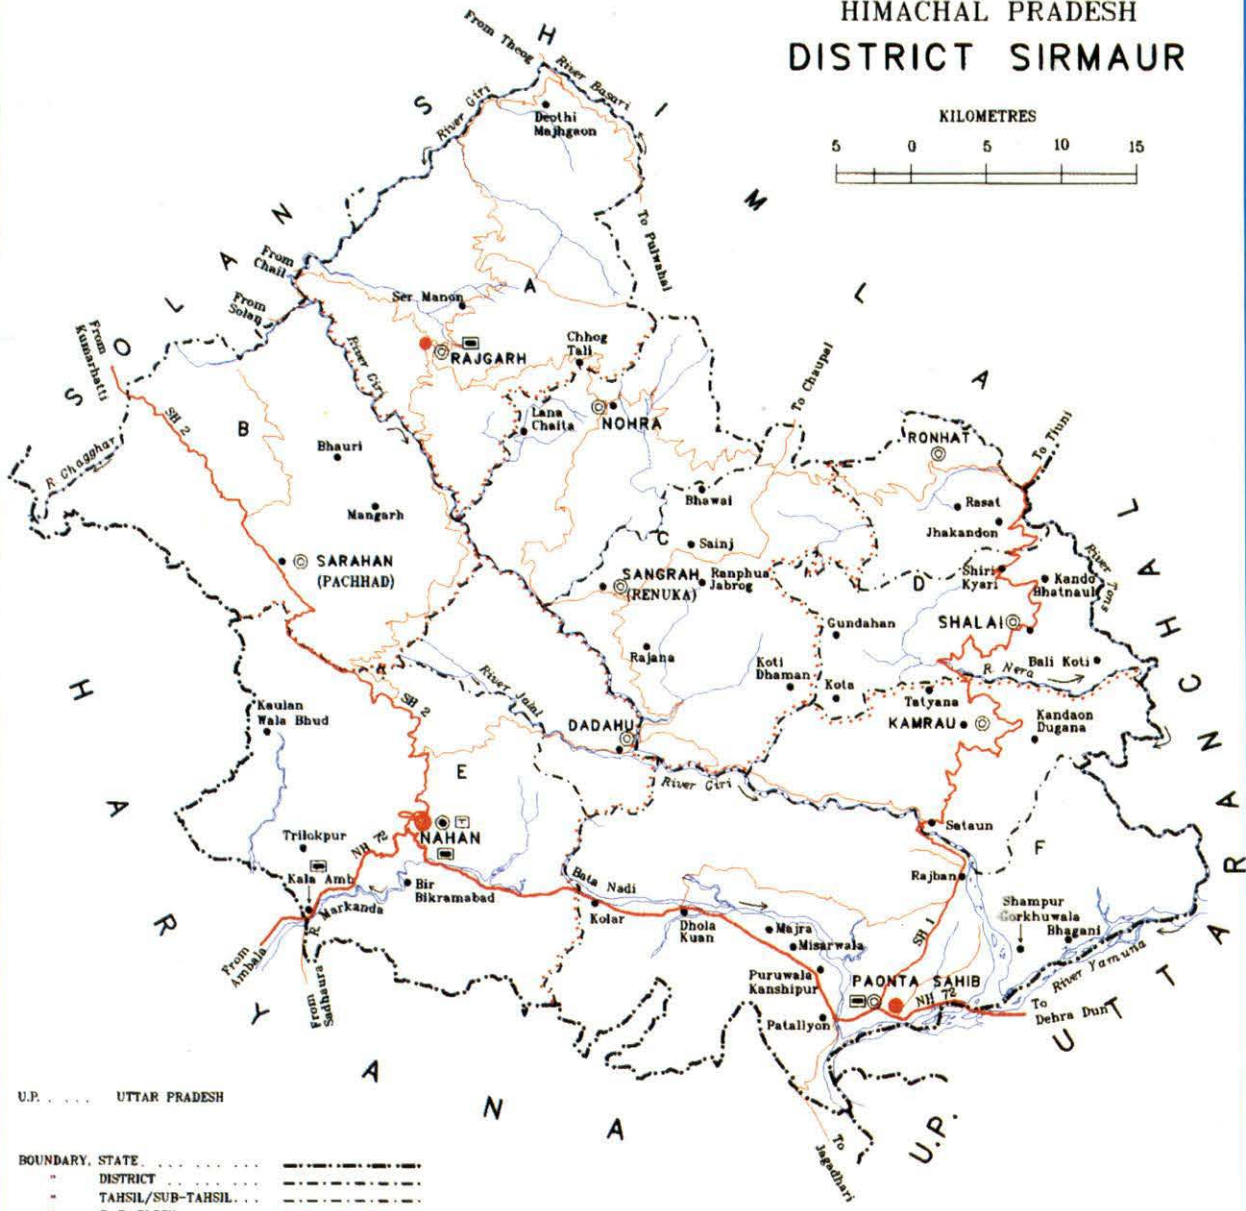 HIMACHAL PRADESH
DISTRICT SIRMAUR
KILOMETRES
5 0 5 10 15
From Theog
River Basari
River Giri
Deothi
Majhgaon
SHIMLA
SOLAN
To Pulwahal
From
Chail
From
Solan
From
Kumarhatti
Ser Manon
A
RAJGARH
Chhog
Tali
River Giri
To Chaupal
NOHRA
Lana
Chaita
SH 2
B
R Ghagghar
Bhauri
Mangarh
RONHAT
To Thuni
Rasat
Jhakandon
Bhawai
C
Sainj
SARAHAN
(PACHHAD)
SANGRAH
(RENUKA)
Ranphua
Jabrog
D
Shiri
Kyari
Kando
Bhatnaul
River Tons
SHALAI
Gundahan
Rajana
Koti
Dhaman
Kota
R. Nera
Bali Koti
Tatyana
KAMRAU
Kandaon
Dugana
River Jalal
SH 2
DADAHU
Kaulan
Wala Bhud
E
River Giri
NAHAN
Trilokpur
NH 72
Kala Amb
R Markanda
Bir
Bikramabad
Bata Nadi
Kolar
Dhola
Kuan
Majra
Misarwala
Puruwala
Kanshipur
Patallyon
PAONTA SAHIB
SH 1
NH 72
Sataun
Rajban
F
Shampur
Gorkhuwala
Bhagani
River Yamuna
To
Dehra Dun
From
Ambala
From
Sadhaura
To
Jagadhari
HARYANA
U.P.
UTTARANCHAL
U.P. . . . . UTTAR PRADESH
BOUNDARY, STATE . . . . . . . . . .
" DISTRICT . . . . . . . . .
" TAHSIL/SUB-TAHSIL . . .